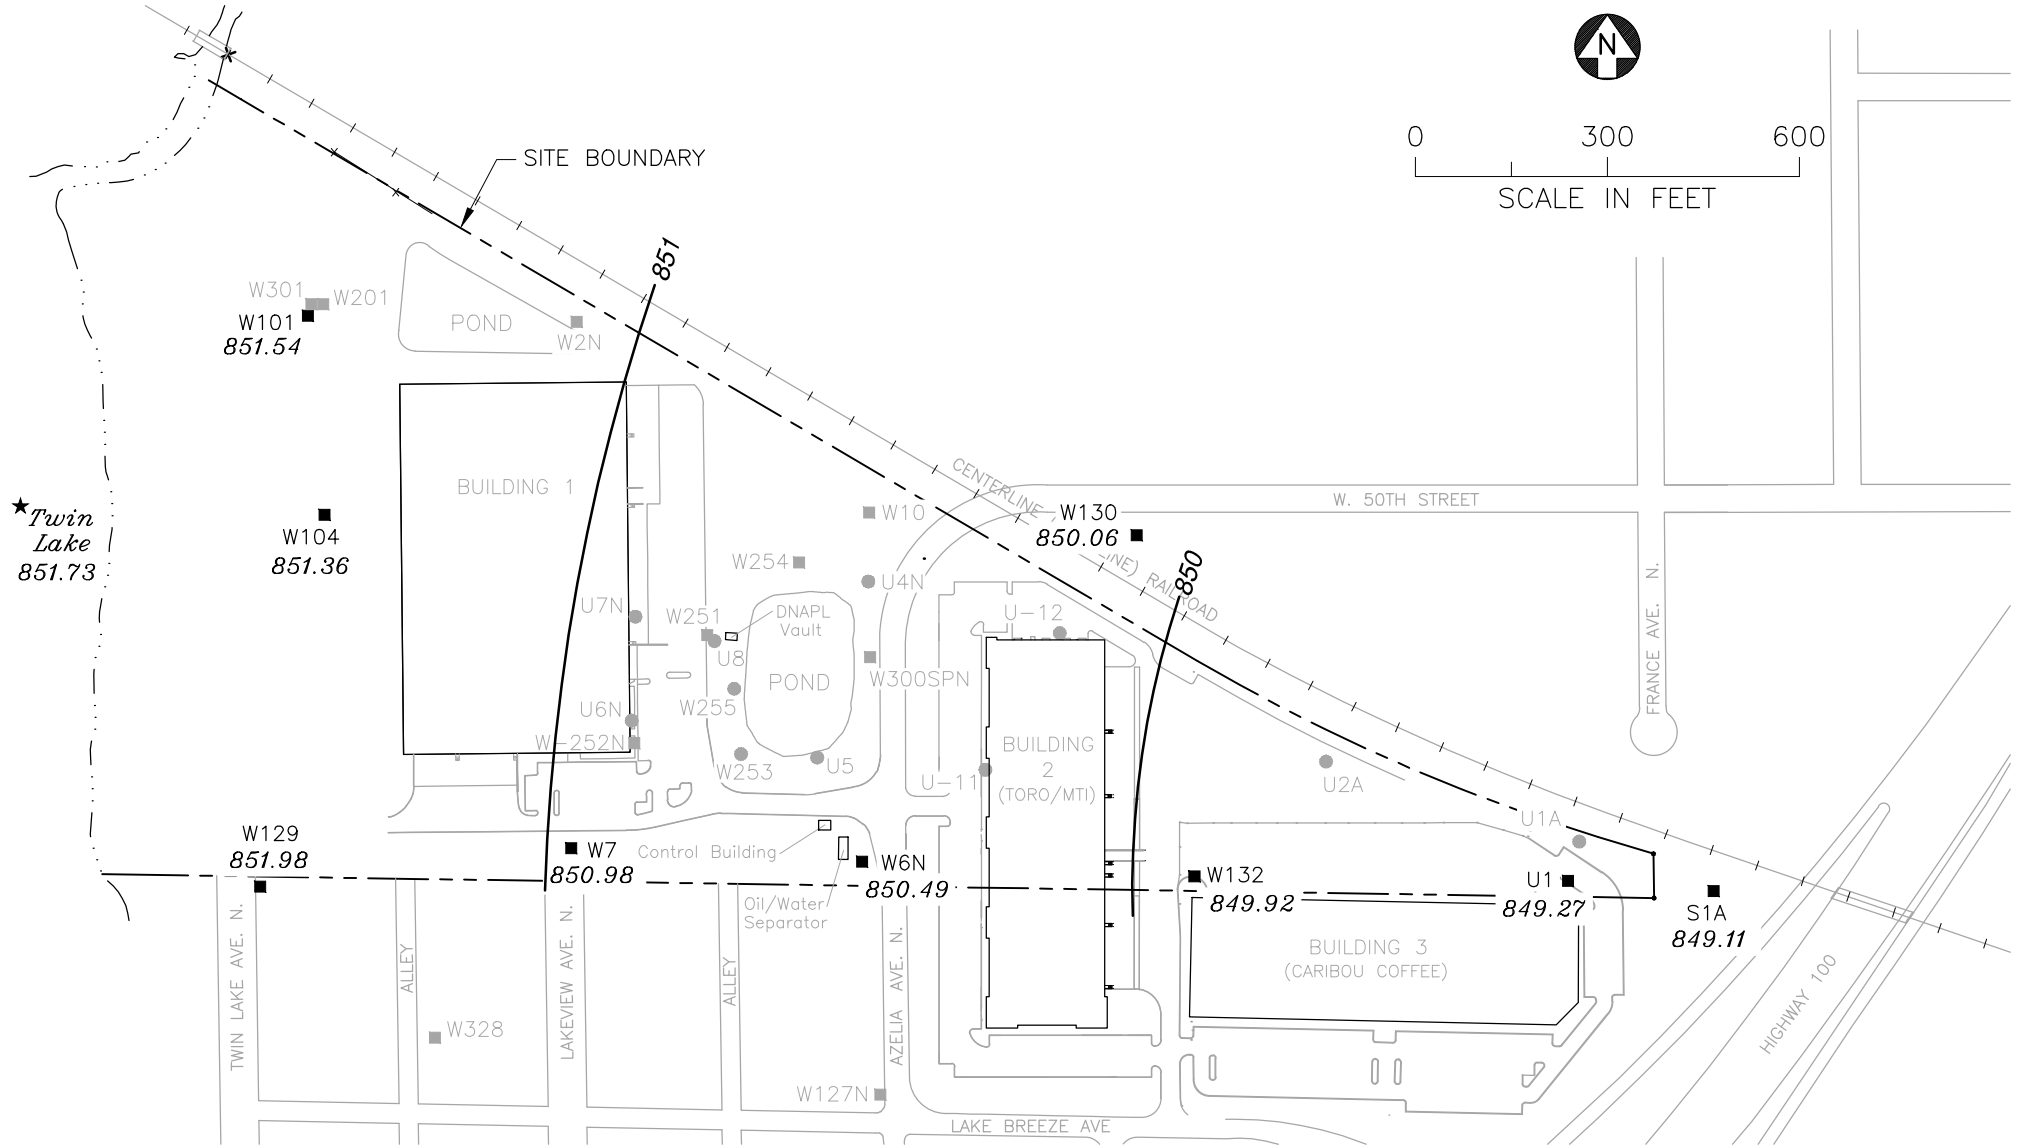 N
0 300 600
SCALE IN FEET
SITE BOUNDARY
851
W301
W201
W101
851.54
POND
W2N
BUILDING 1
CENTERLINE
LINE) RAILROAD
W. 50TH STREET
W10
W130
850.06
Twin
Lake
851.73
W104
851.36
W254
850
U4N
U7N
W251
DNAPL
Vault
U-12
U8
W300SPN
POND
W255
U6N
W-252N
W253
U5
U-11
BUILDING
2
(TORO/MTI)
FRANCE AVE. N.
U2A
U1A
W129
851.98
W7
850.98
Control Building
W6N
850.49
W132
849.92
U1
849.27
S1A
849.11
Oil/Water
Separator
BUILDING 3
(CARIBOU COFFEE)
TWIN LAKE AVE. N.
ALLEY
LAKEVIEW AVE. N.
ALLEY
AZELIA AVE. N.
HIGHWAY 100
W328
W127N
LAKE BREEZE AVE